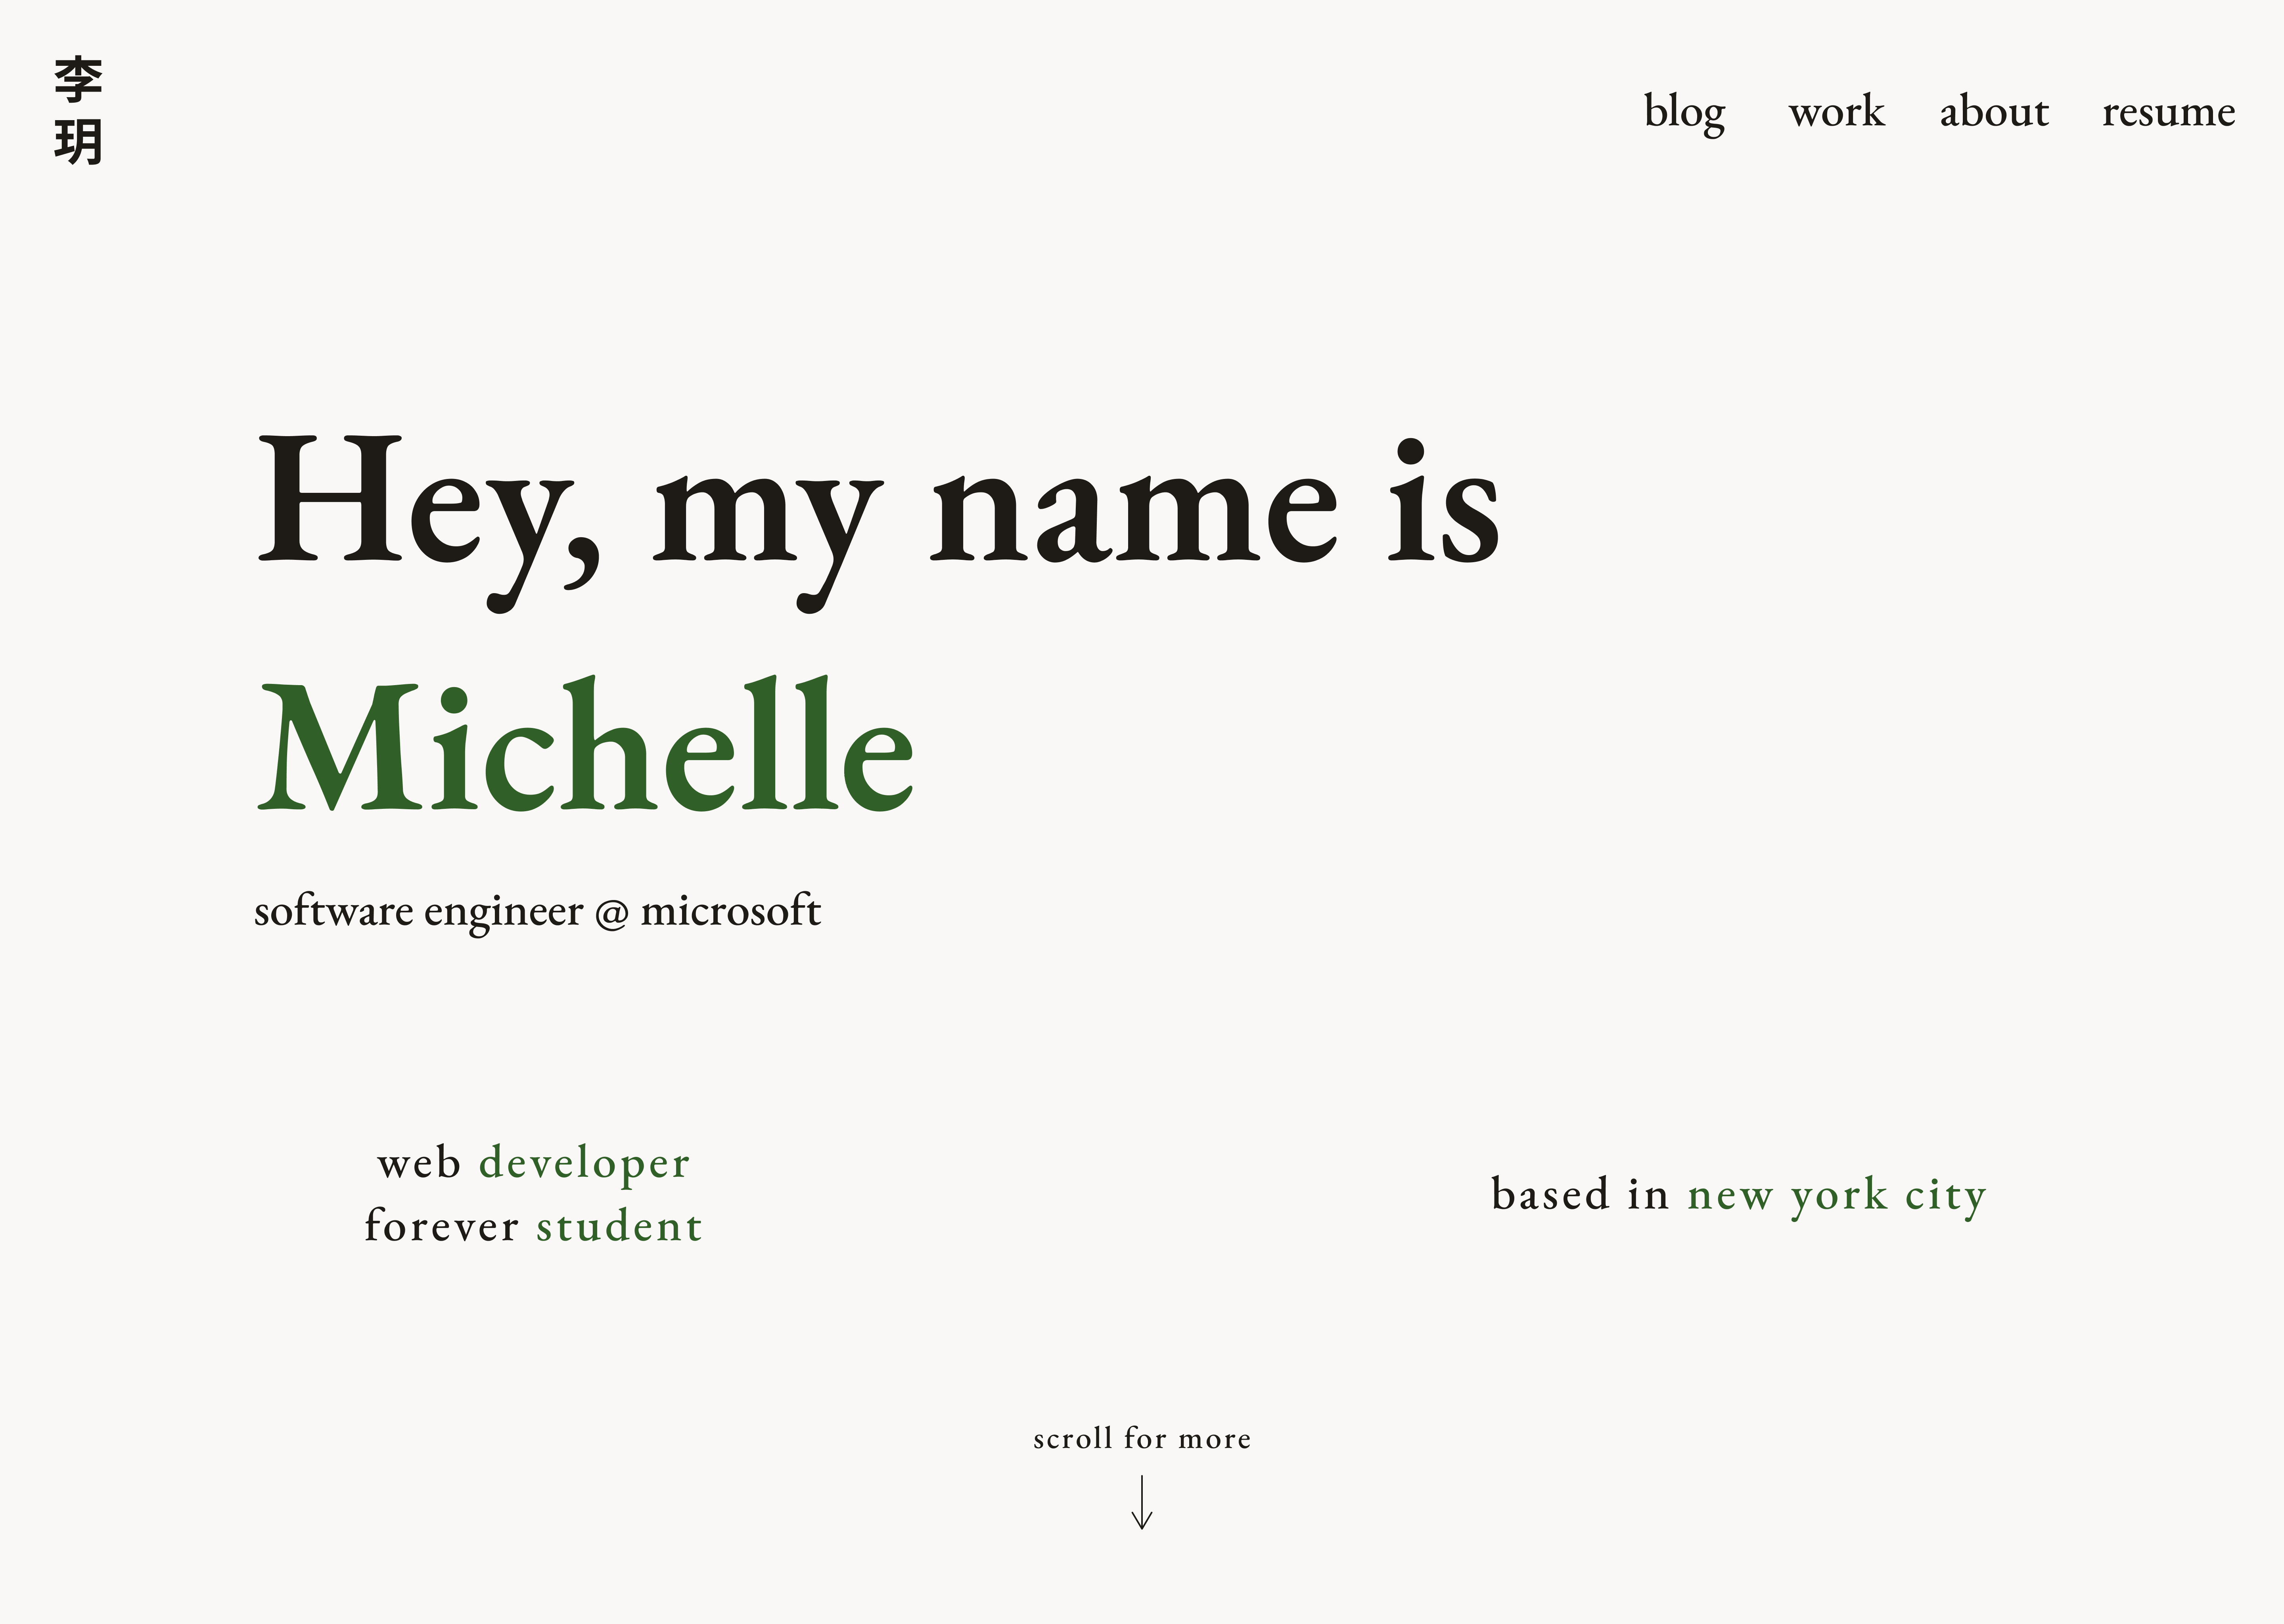 李
玥
blog work about resume
Hey, my name is
Michelle
software engineer @ microsoft
web developer
forever student
based in new york city
scroll for more